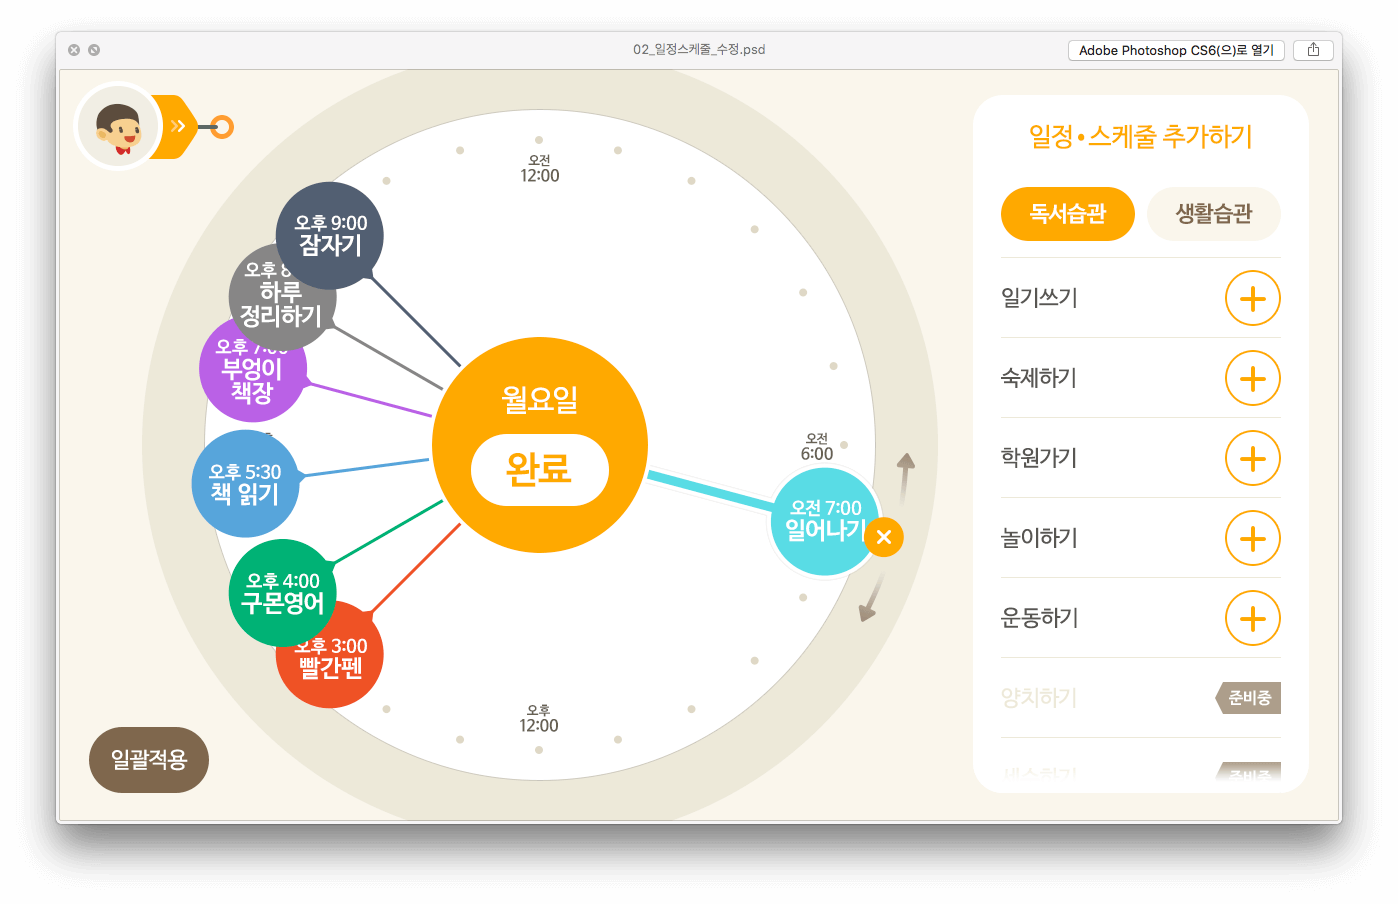 02_일정스케줄_수정.psd
Adobe Photoshop CS6(으)로 열기
일정•스케줄 추가하기
독서습관
생활습관
일기쓰기
숙제하기
학원가기
놀이하기
운동하기
양치하기
준비중
세수하기
준비중
오전
12:00
오후 9:00
잠자기
오후 8
하루
정리하기
오후 7:00
부엉이
책장
오후 5:30
책 읽기
오후 4:00
구몬영어
오후 3:00
빨간펜
월요일
완료
오전
6:00
오전 7:00
일어나기
오후
12:00
일괄적용